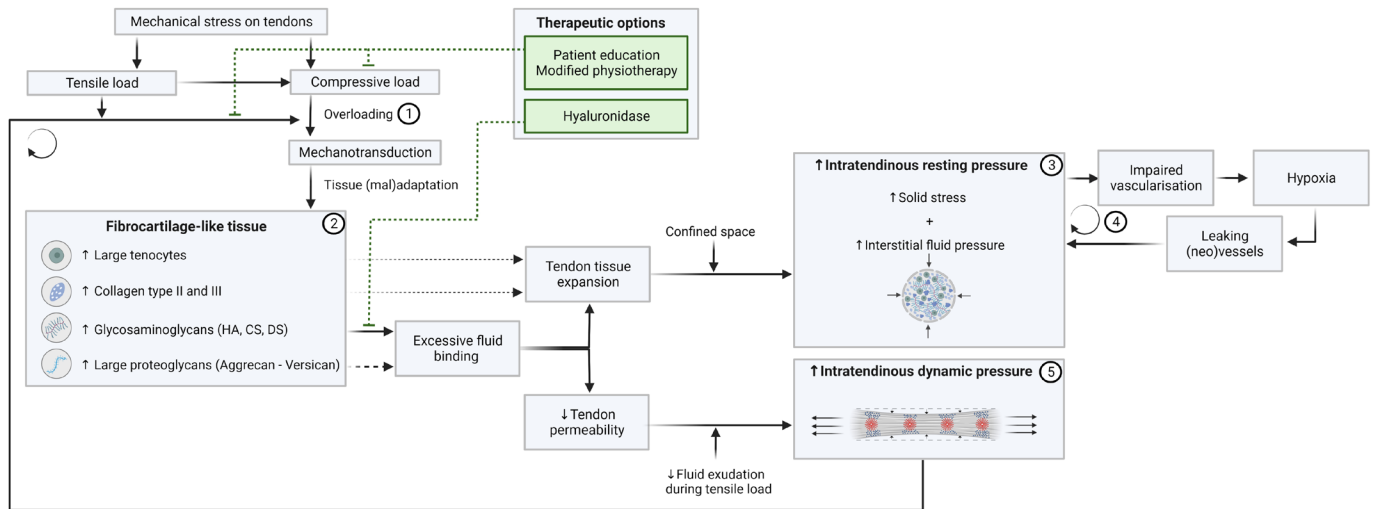 Mechanical stress on tendons
Therapeutic options
Patient education
Modified physiotherapy
Tensile load
Compressive load
Overloading 1
Hyaluronidase
Mechanotransduction
Tissue (mal)adaptation
↑Intratendinous resting pressure 3
↑Solid stress
+
↑Interstitial fluid pressure
Impaired
vascularisation
Hypoxia
4
Leaking
(neo)vessels
Fibrocartilage-like tissue 2
↑ Large tenocytes
↑ Collagen type II and III
↑ Glycosaminoglycans (HA, CS, DS)
↑ Large proteoglycans (Aggrecan - Versican)
Confined space
Tendon tissue
expansion
Excessive fluid
binding
↓Tendon
permeability
↑Intratendinous dynamic pressure 5
↓Fluid exudation
during tensile load